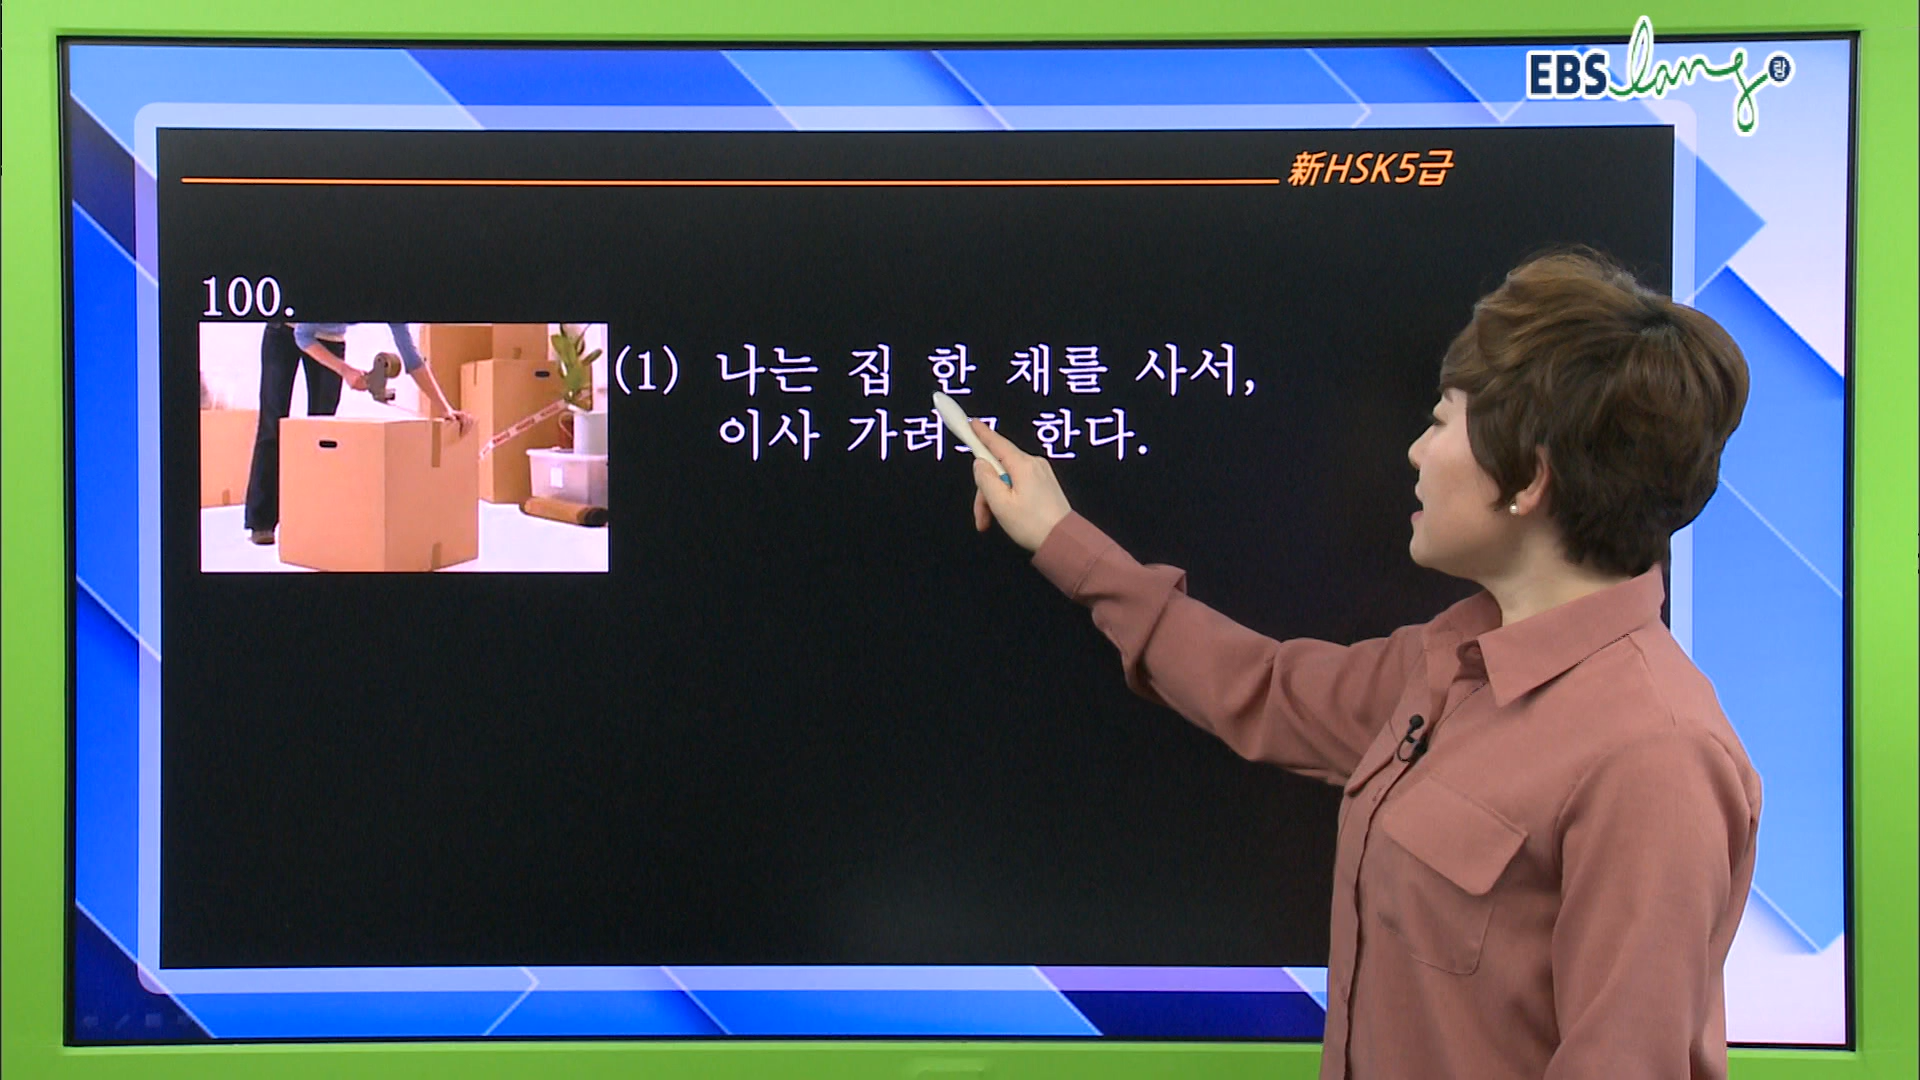 EBS lang 랑
新HSK5급
100.
(1) 나는 집 한 채를 사서,
이사 가려고 한다.